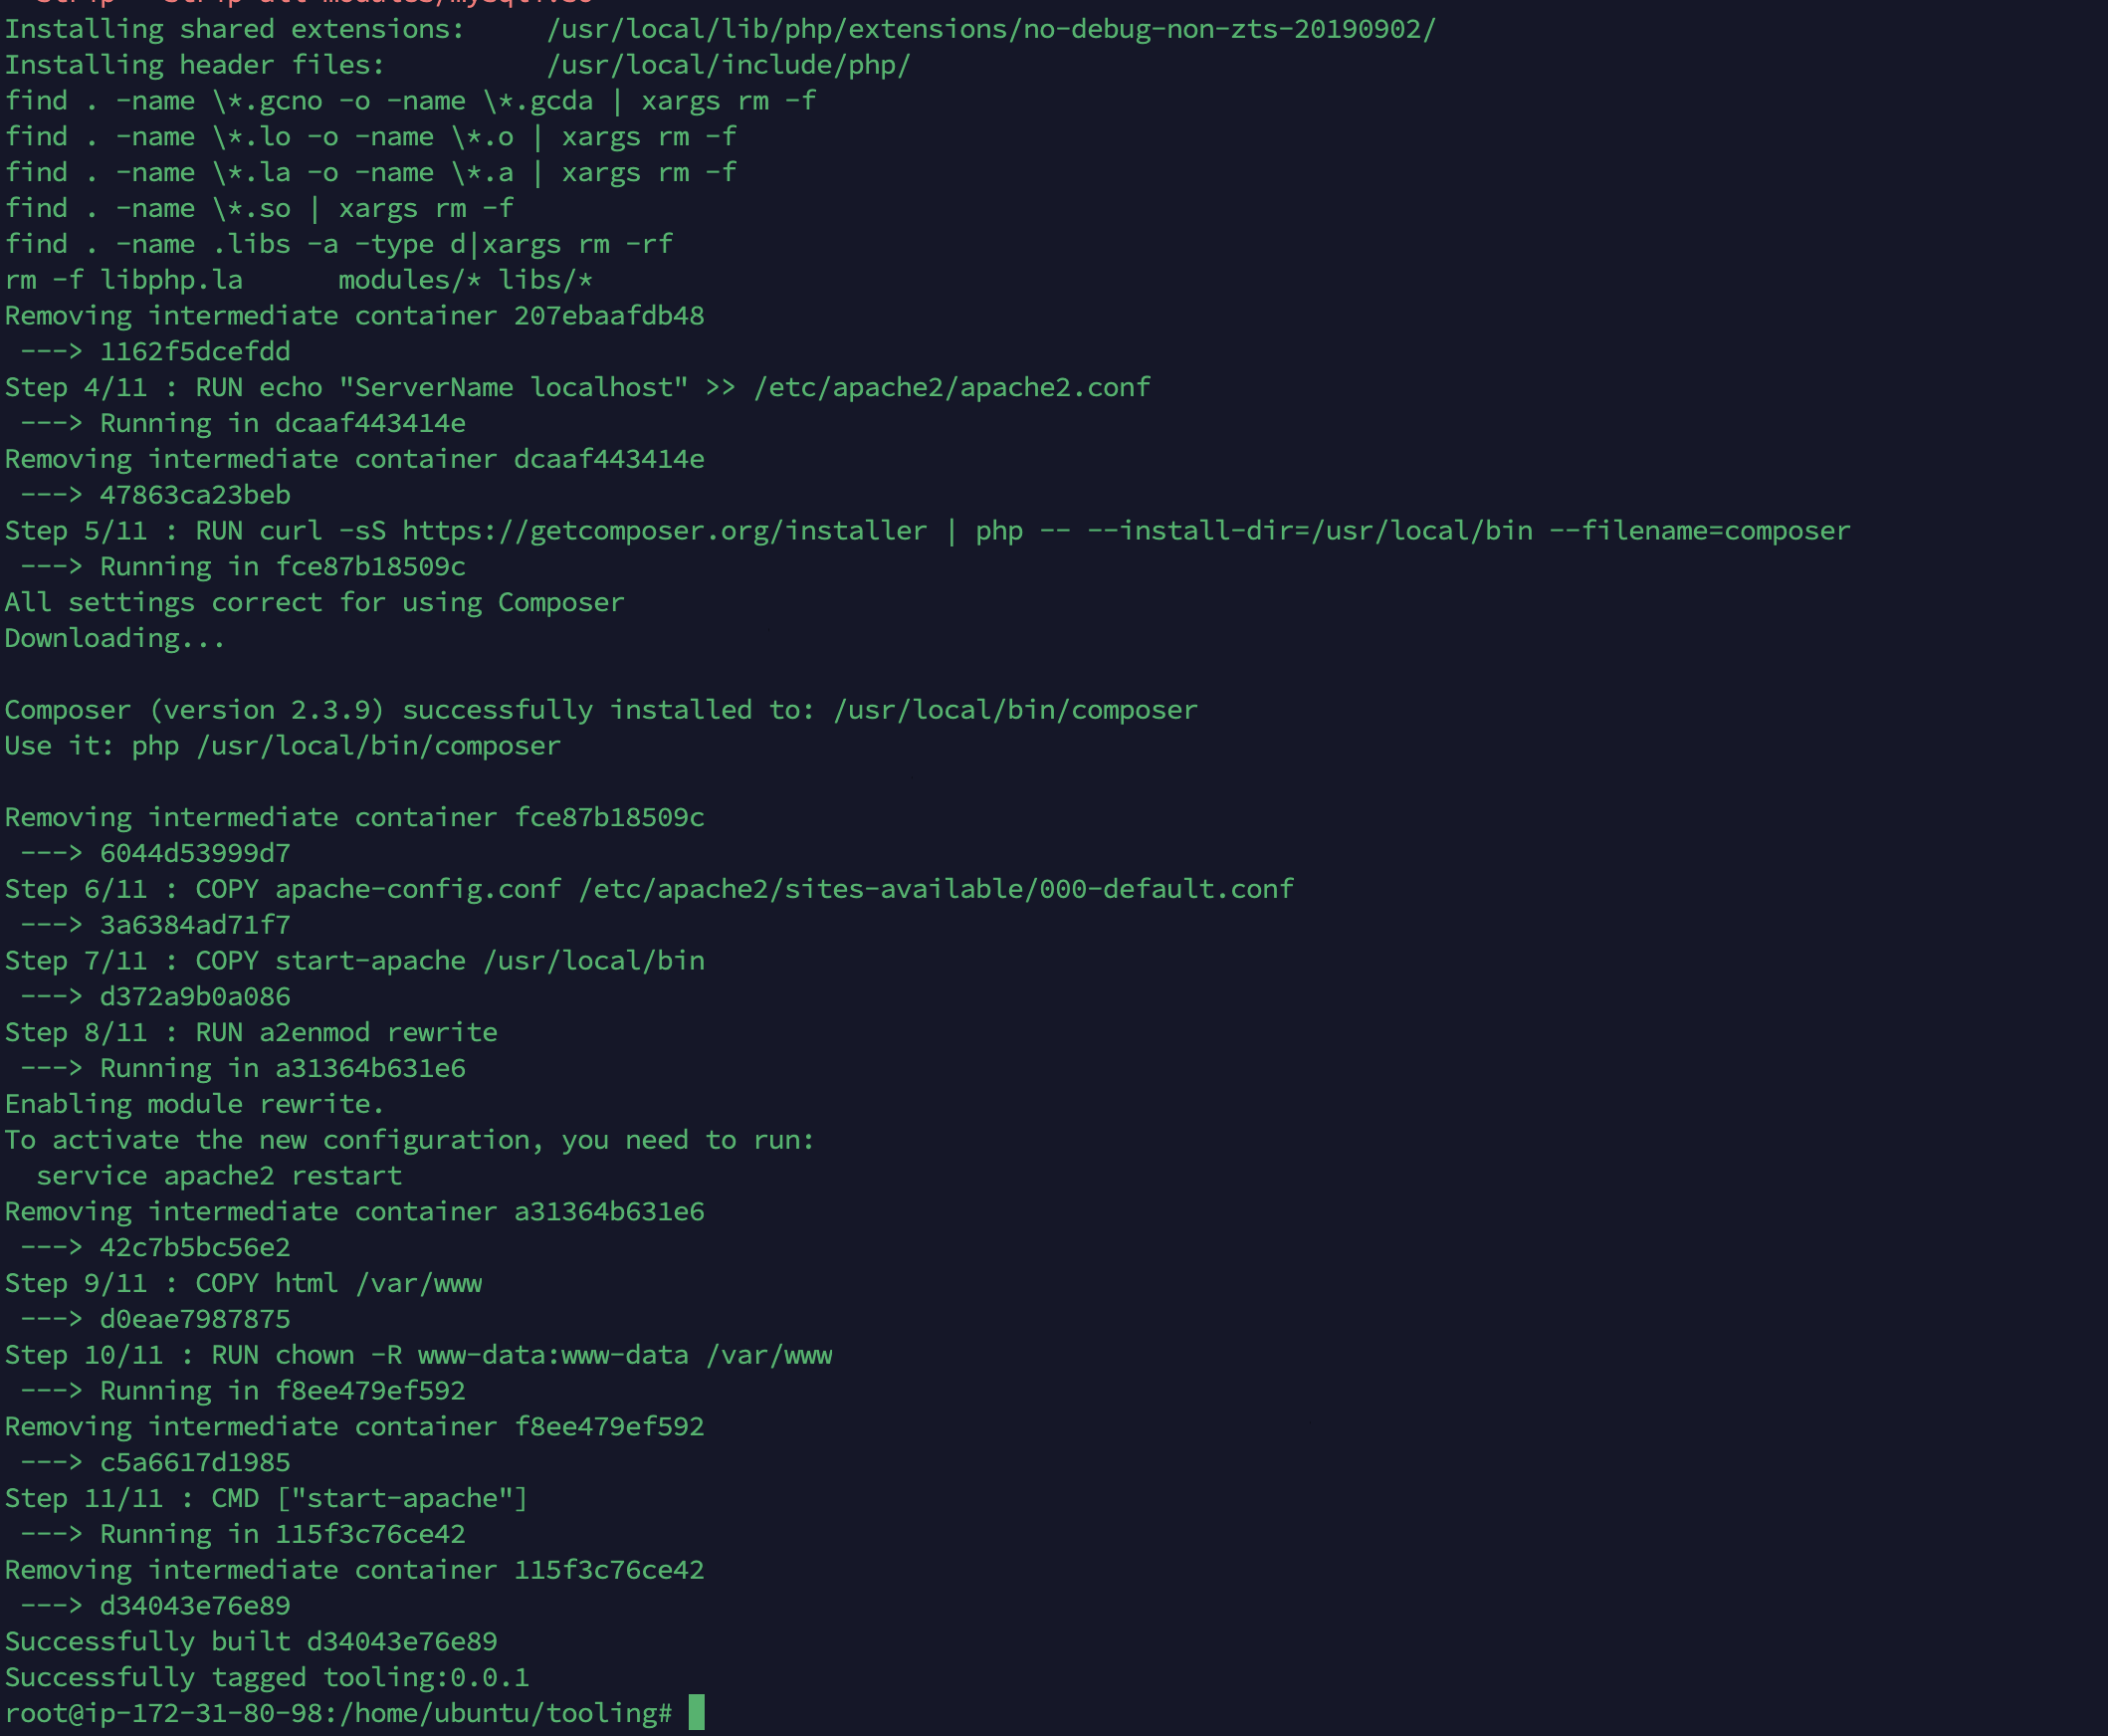 Installing shared extensions:     /usr/local/lib/php/extensions/no-debug-non-zts-20190902/
Installing header files:          /usr/local/include/php/
find . -name \*.gcno -o -name \*.gcda | xargs rm -f
find . -name \*.lo -o -name \*.o | xargs rm -f
find . -name \*.la -o -name \*.a | xargs rm -f
find . -name \*.so | xargs rm -f
find . -name .libs -a -type d|xargs rm -rf
rm -f libphp.la      modules/* libs/*
Removing intermediate container 207ebaafdb48
 ---> 1162f5dcefdd
Step 4/11 : RUN echo "ServerName localhost" >> /etc/apache2/apache2.conf
 ---> Running in dcaaf443414e
Removing intermediate container dcaaf443414e
 ---> 47863ca23beb
Step 5/11 : RUN curl -sS https://getcomposer.org/installer | php -- --install-dir=/usr/local/bin --filename=composer
 ---> Running in fce87b18509c
All settings correct for using Composer
Downloading...

Composer (version 2.3.9) successfully installed to: /usr/local/bin/composer
Use it: php /usr/local/bin/composer

Removing intermediate container fce87b18509c
 ---> 6044d53999d7
Step 6/11 : COPY apache-config.conf /etc/apache2/sites-available/000-default.conf
 ---> 3a6384ad71f7
Step 7/11 : COPY start-apache /usr/local/bin
 ---> d372a9b0a086
Step 8/11 : RUN a2enmod rewrite
 ---> Running in a31364b631e6
Enabling module rewrite.
To activate the new configuration, you need to run:
  service apache2 restart
Removing intermediate container a31364b631e6
 ---> 42c7b5bc56e2
Step 9/11 : COPY html /var/www
 ---> d0eae7987875
Step 10/11 : RUN chown -R www-data:www-data /var/www
 ---> Running in f8ee479ef592
Removing intermediate container f8ee479ef592
 ---> c5a6617d1985
Step 11/11 : CMD ["start-apache"]
 ---> Running in 115f3c76ce42
Removing intermediate container 115f3c76ce42
 ---> d34043e76e89
Successfully built d34043e76e89
Successfully tagged tooling:0.0.1
root@ip-172-31-80-98:/home/ubuntu/tooling#